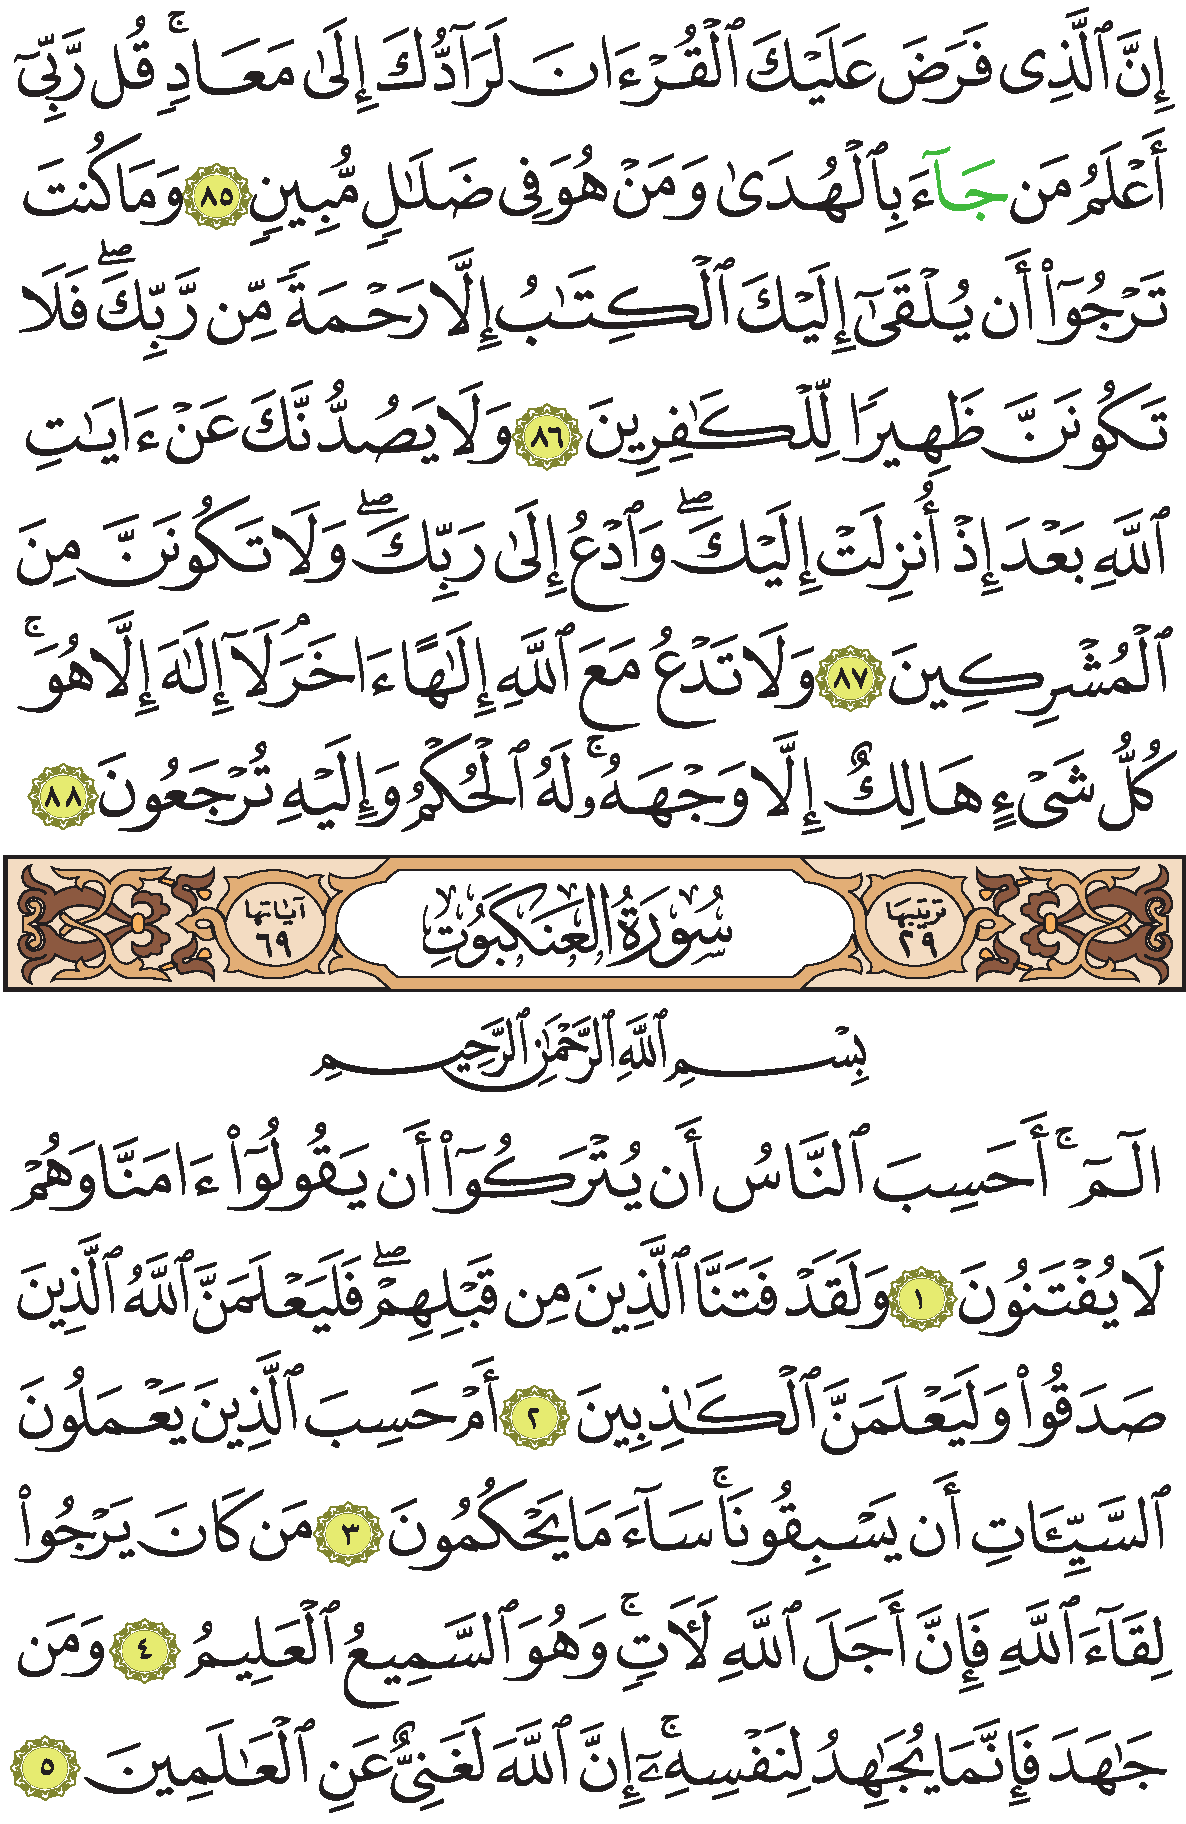 إِنَّ ٱلَّذِى فَرَضَ عَلَيْكَ ٱلْقُرْءَانَ لَرَآدُّكَ إِلَىٰ مَعَادٍۚ قُل رَّبِّىٓ
أَعْلَمُ مَن جَآءَ بِٱلْهُدَىٰ وَمَنْ هُوَ فِى ضَلَـٰلٍ مُّبِينٍ ٨٥ وَمَا كُنتَ
تَرْجُوٓا۟ أَن يُلْقَىٰٓ إِلَيْكَ ٱلْكِتَـٰبُ إِلَّا رَحْمَةً مِّن رَّبِّكَۖ فَلَا
تَكُونَنَّ ظَهِيرًا لِّلْكَـٰفِرِينَ ٨٦ وَلَا يَصُدُّنَّكَ عَنْ ءَايَـٰتِ
ٱللَّهِ بَعْدَ إِذْ أُنزِلَتْ إِلَيْكَۖ وَٱدْعُ إِلَىٰ رَبِّكَۖ وَلَا تَكُونَنَّ مِنَ
ٱلْمُشْرِكِينَ ٨٧ وَلَا تَدْعُ مَعَ ٱللَّهِ إِلَـٰهًا ءَاخَرَۘ لَآ إِلَـٰهَ إِلَّا هُوَۚ
كُلُّ شَىْءٍ هَالِكٌ إِلَّا وَجْهَهُۥۚ لَهُ ٱلْحُكْمُ وَإِلَيْهِ تُرْجَعُونَ ٨٨
ترتيبها ٢٩ سُورَةُ الْعَنكَبُوتِ آياتها ٦٩
بِسْمِ ٱللَّهِ ٱلرَّحْمَـٰنِ ٱلرَّحِيمِ
الٓمٓۚ أَحَسِبَ ٱلنَّاسُ أَن يُتْرَكُوٓا۟ أَن يَقُولُوٓا۟ ءَامَنَّا وَهُمْ
لَا يُفْتَنُونَ ١ وَلَقَدْ فَتَنَّا ٱلَّذِينَ مِن قَبْلِهِمْۖ فَلَيَعْلَمَنَّ ٱللَّهُ ٱلَّذِينَ
صَدَقُوا۟ وَلَيَعْلَمَنَّ ٱلْكَـٰذِبِينَ ٢ أَمْ حَسِبَ ٱلَّذِينَ يَعْمَلُونَ
ٱلسَّيِّـَٔاتِ أَن يَسْبِقُونَاۚ سَآءَ مَا يَحْكُمُونَ ٣ مَن كَانَ يَرْجُوا۟
لِقَآءَ ٱللَّهِ فَإِنَّ أَجَلَ ٱللَّهِ لَـَٔاتٍۚ وَهُوَ ٱلسَّمِيعُ ٱلْعَلِيمُ ٤ وَمَن
جَـٰهَدَ فَإِنَّمَا يُجَـٰهِدُ لِنَفْسِهِۦٓۚ إِنَّ ٱللَّهَ لَغَنِىٌّ عَنِ ٱلْعَـٰلَمِينَ ٥